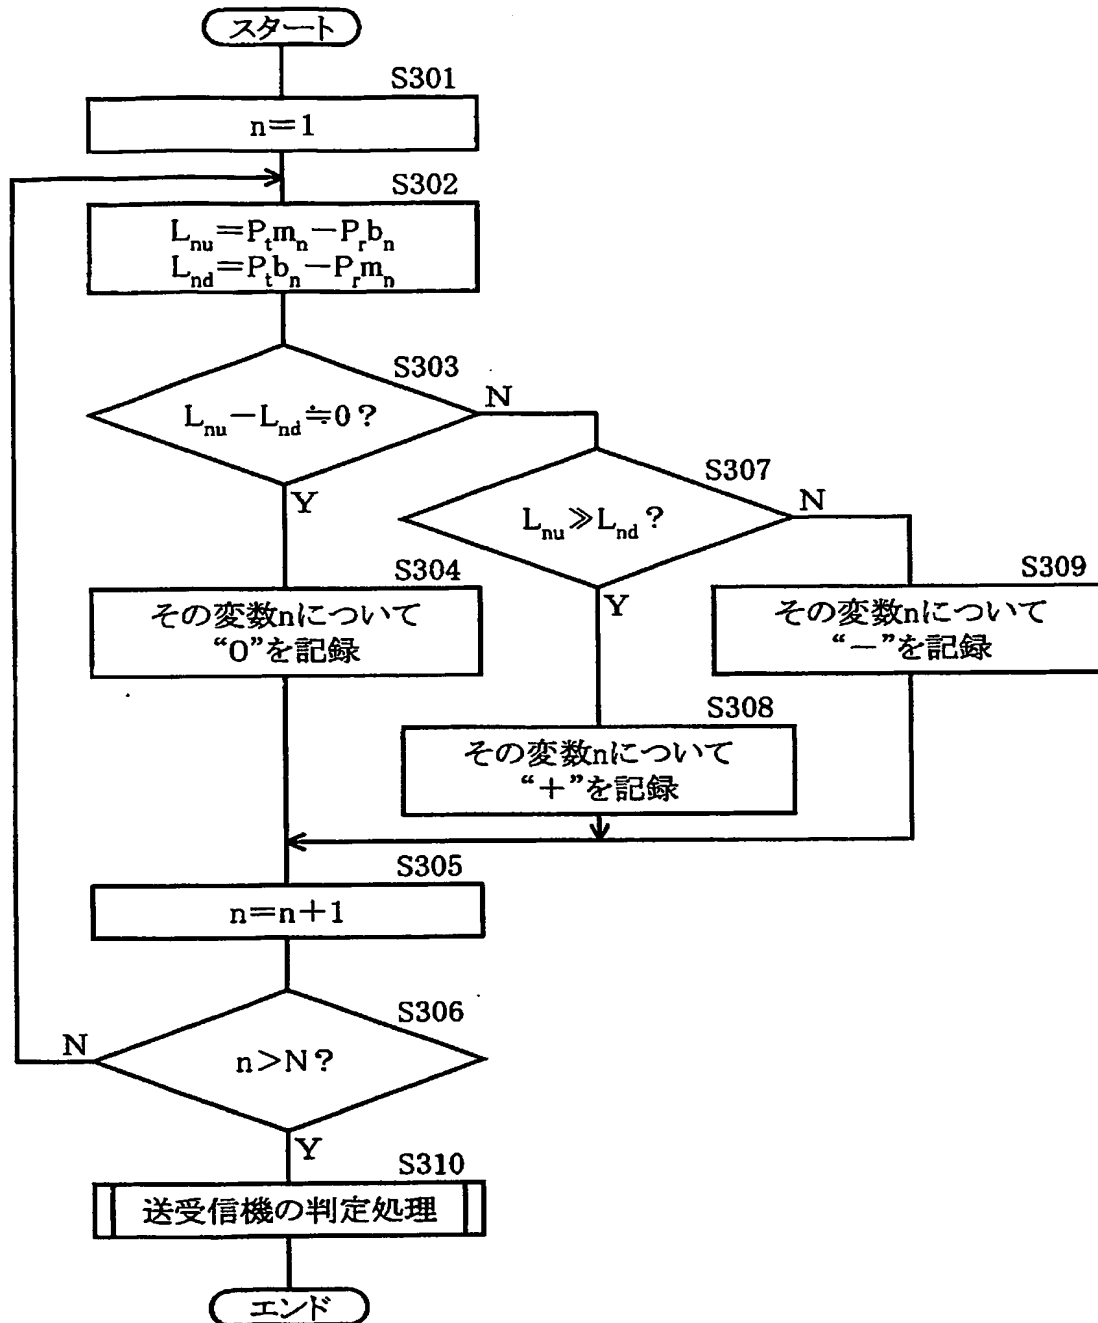 スタート
S301
n=1
S302
L_nu=P_tm_n−P_rb_n
L_nd=P_tb_n−P_rm_n
S303
L_nu−L_nd≒0?
N
Y
S307
L_nu≫L_nd?
N
Y
S304
その変数nについて
“0”を記録
S309
その変数nについて
“−”を記録
S308
その変数nについて
“+”を記録
S305
n=n+1
S306
n>N?
N
Y
S310
送受信機の判定処理
エンド